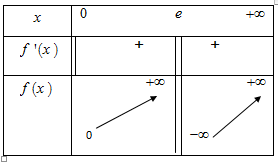 x 0 e +∞
f '(x) + +
f (x) +∞ +∞
0 −∞